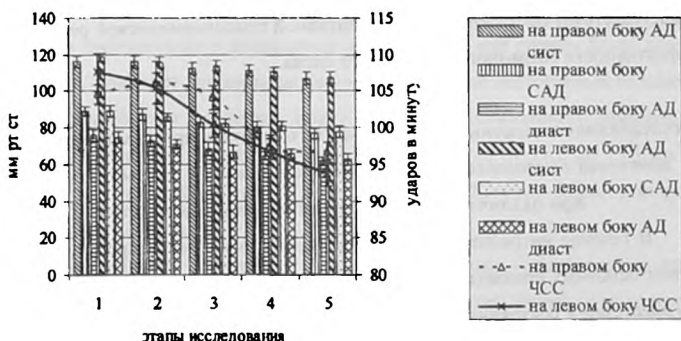 мм рт ст
140
120
100
80
60
40
20
0
115
110
105
100
95
90
85
80
ударов в минуту
1 2 3 4 5
этапы исследования
на правом боку АД
сист
на правом боку
САД
на правом боку АД
диаст
на левом боку АД
сист
на левом боку САД
на левом боку АД
диаст
на правом боку
ЧСС
на левом боку ЧСС